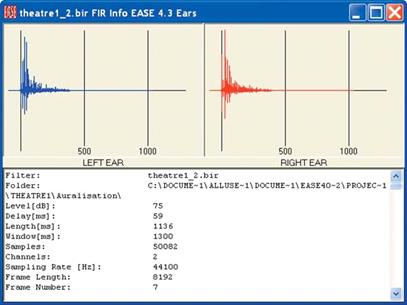 EASE theatre1_2.bir FIR Info EASE 4.3 Ears
500 1000 500 1000
LEFT EAR RIGHT EAR
Filter: theatre1_2.bir
Folder: C:\DOCUME~1\ALLUSE~1\DOCUME~1\EASE40~2\PROJEC~1
\THEATRE1\Auralisation\
Level[dB]: 75
Delay[ms]: 59
Length[ms]: 1136
Window[ms]: 1300
Samples: 50082
Channels: 2
Sampling Rate [Hz]: 44100
Frame Length: 8192
Frame Number: 7